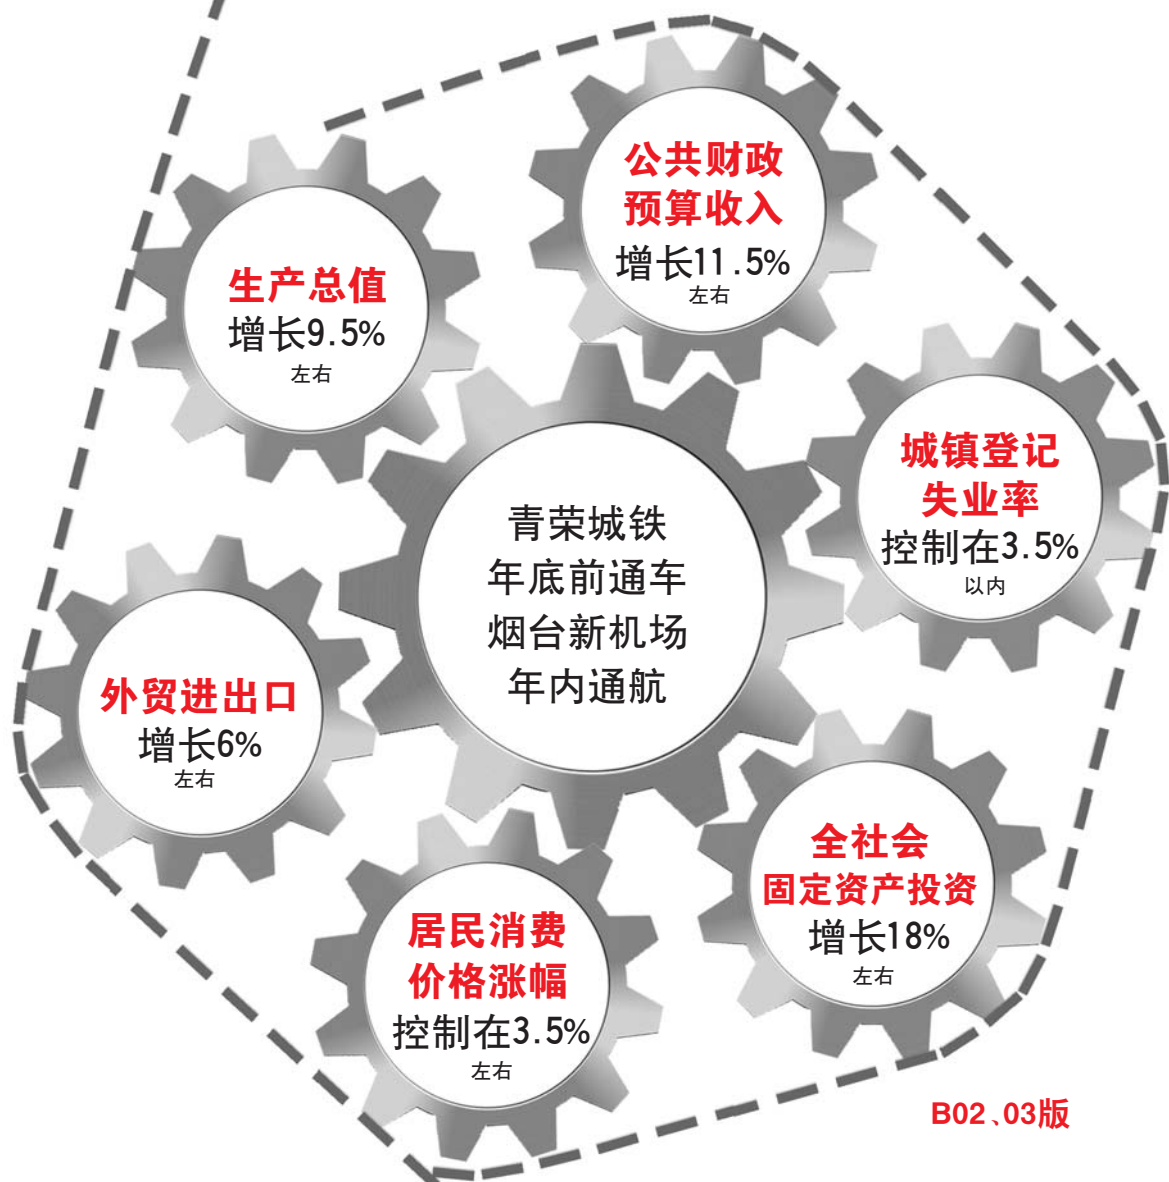 公共财政
预算收入
增长11.5%
左右
生产总值
增长9.5%
左右
城镇登记
失业率
控制在3.5%
以内
青荣城铁
年底前通车
烟台新机场
年内通航
外贸进出口
增长6%
左右
全社会
固定资产投资
增长18%
左右
居民消费
价格涨幅
控制在3.5%
左右
B02、03版